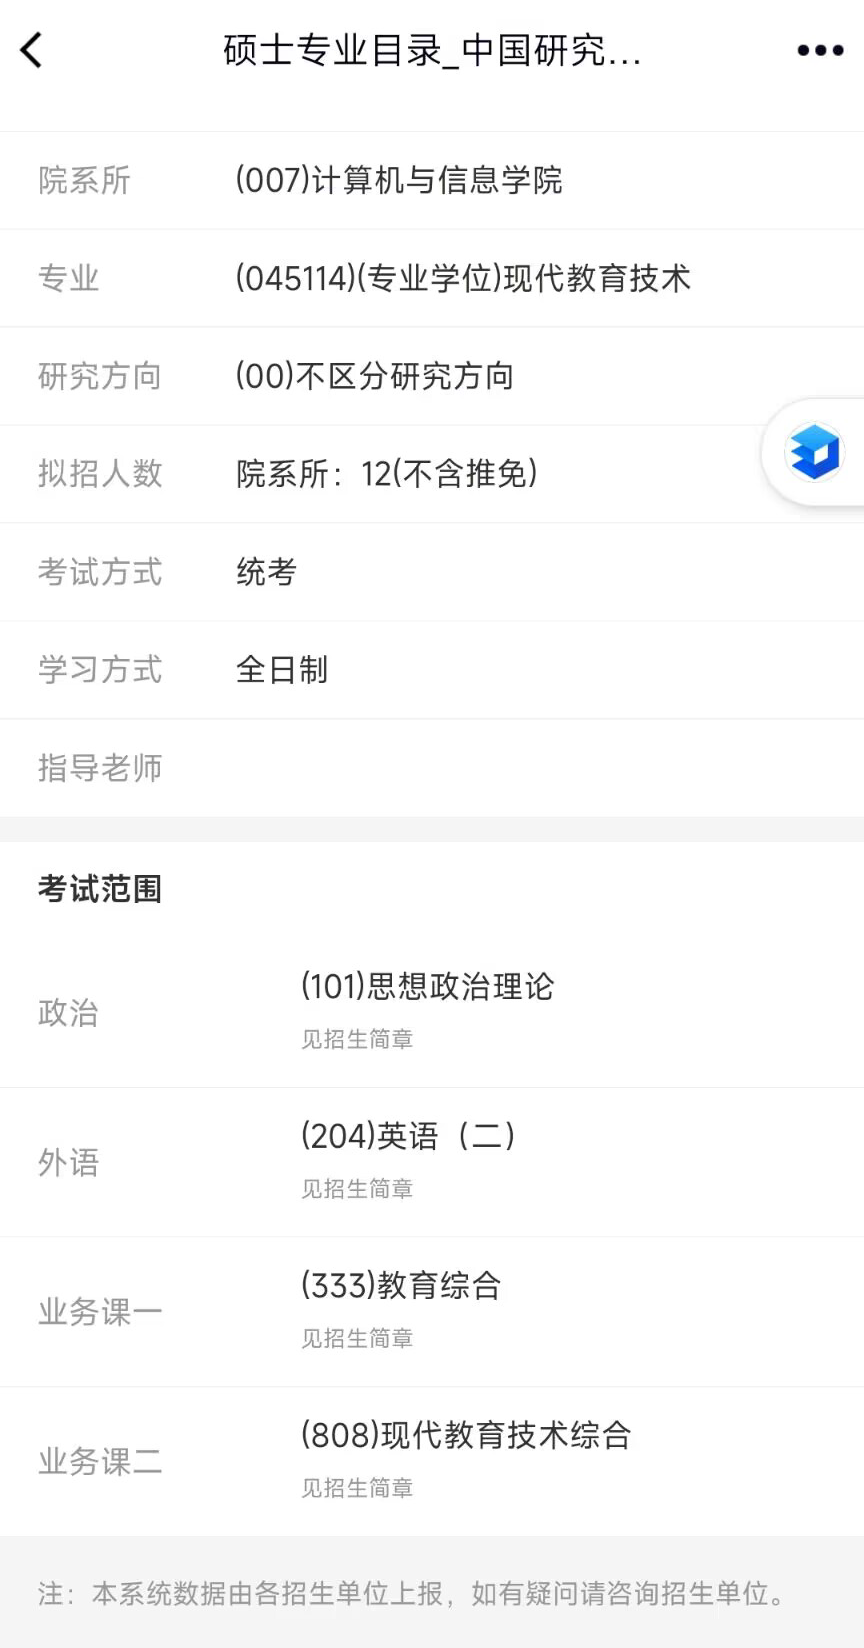 硕士专业目录_中国研究...
院系所 (007)计算机与信息学院
专业 (045114)(专业学位)现代教育技术
研究方向 (00)不区分研究方向
拟招人数 院系所：12(不含推免)
考试方式 统考
学习方式 全日制
指导老师
考试范围
政治 (101)思想政治理论
见招生简章
外语 (204)英语（二）
见招生简章
业务课一 (333)教育综合
见招生简章
业务课二 (808)现代教育技术综合
见招生简章
注：本系统数据由各招生单位上报，如有疑问请咨询招生单位。